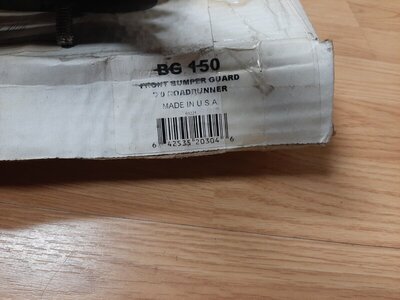 BG 150
FRONT BUMPER GUARD
ROADRUNNER
MADE IN U S A
6 42535 20304 6